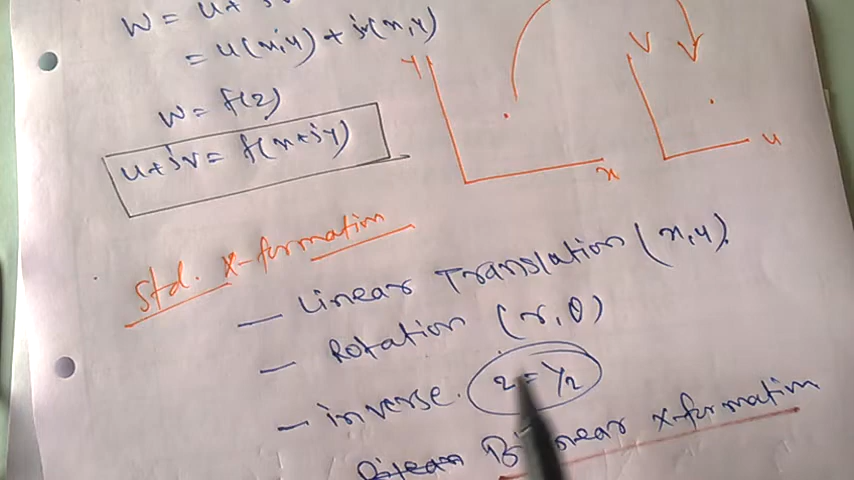 W = u+ jv
= u(x,y) + jv(x,y)
W = f(z)
u+jv = f(x+jy)
Y
x
V
u
Std. X-formation
— Linear Translation (x,y).
— Rotation (r,θ)
— inverse. z = 1/z
Bilinear X-formation